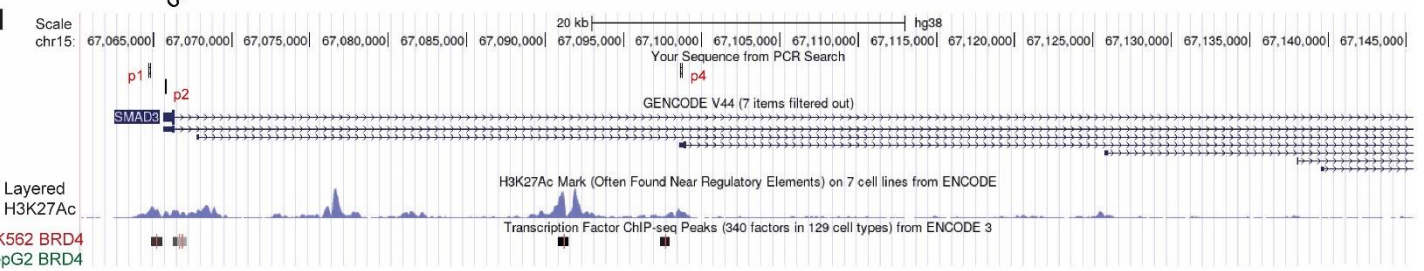 Scale 20 kb hg38
chr15: 67,065,000| 67,070,000| 67,075,000| 67,080,000| 67,085,000| 67,090,000| 67,095,000| 67,100,000| 67,105,000| 67,110,000| 67,115,000| 67,120,000| 67,125,000| 67,130,000| 67,135,000| 67,140,000| 67,145,000|
Your Sequence from PCR Search
p1 p4
p2
GENCODE V44 (7 items filtered out)
SMAD3
H3K27Ac Mark (Often Found Near Regulatory Elements) on 7 cell lines from ENCODE
Layered
H3K27Ac
Transcription Factor ChIP-seq Peaks (340 factors in 129 cell types) from ENCODE 3
K562 BRD4
pG2 BRD4